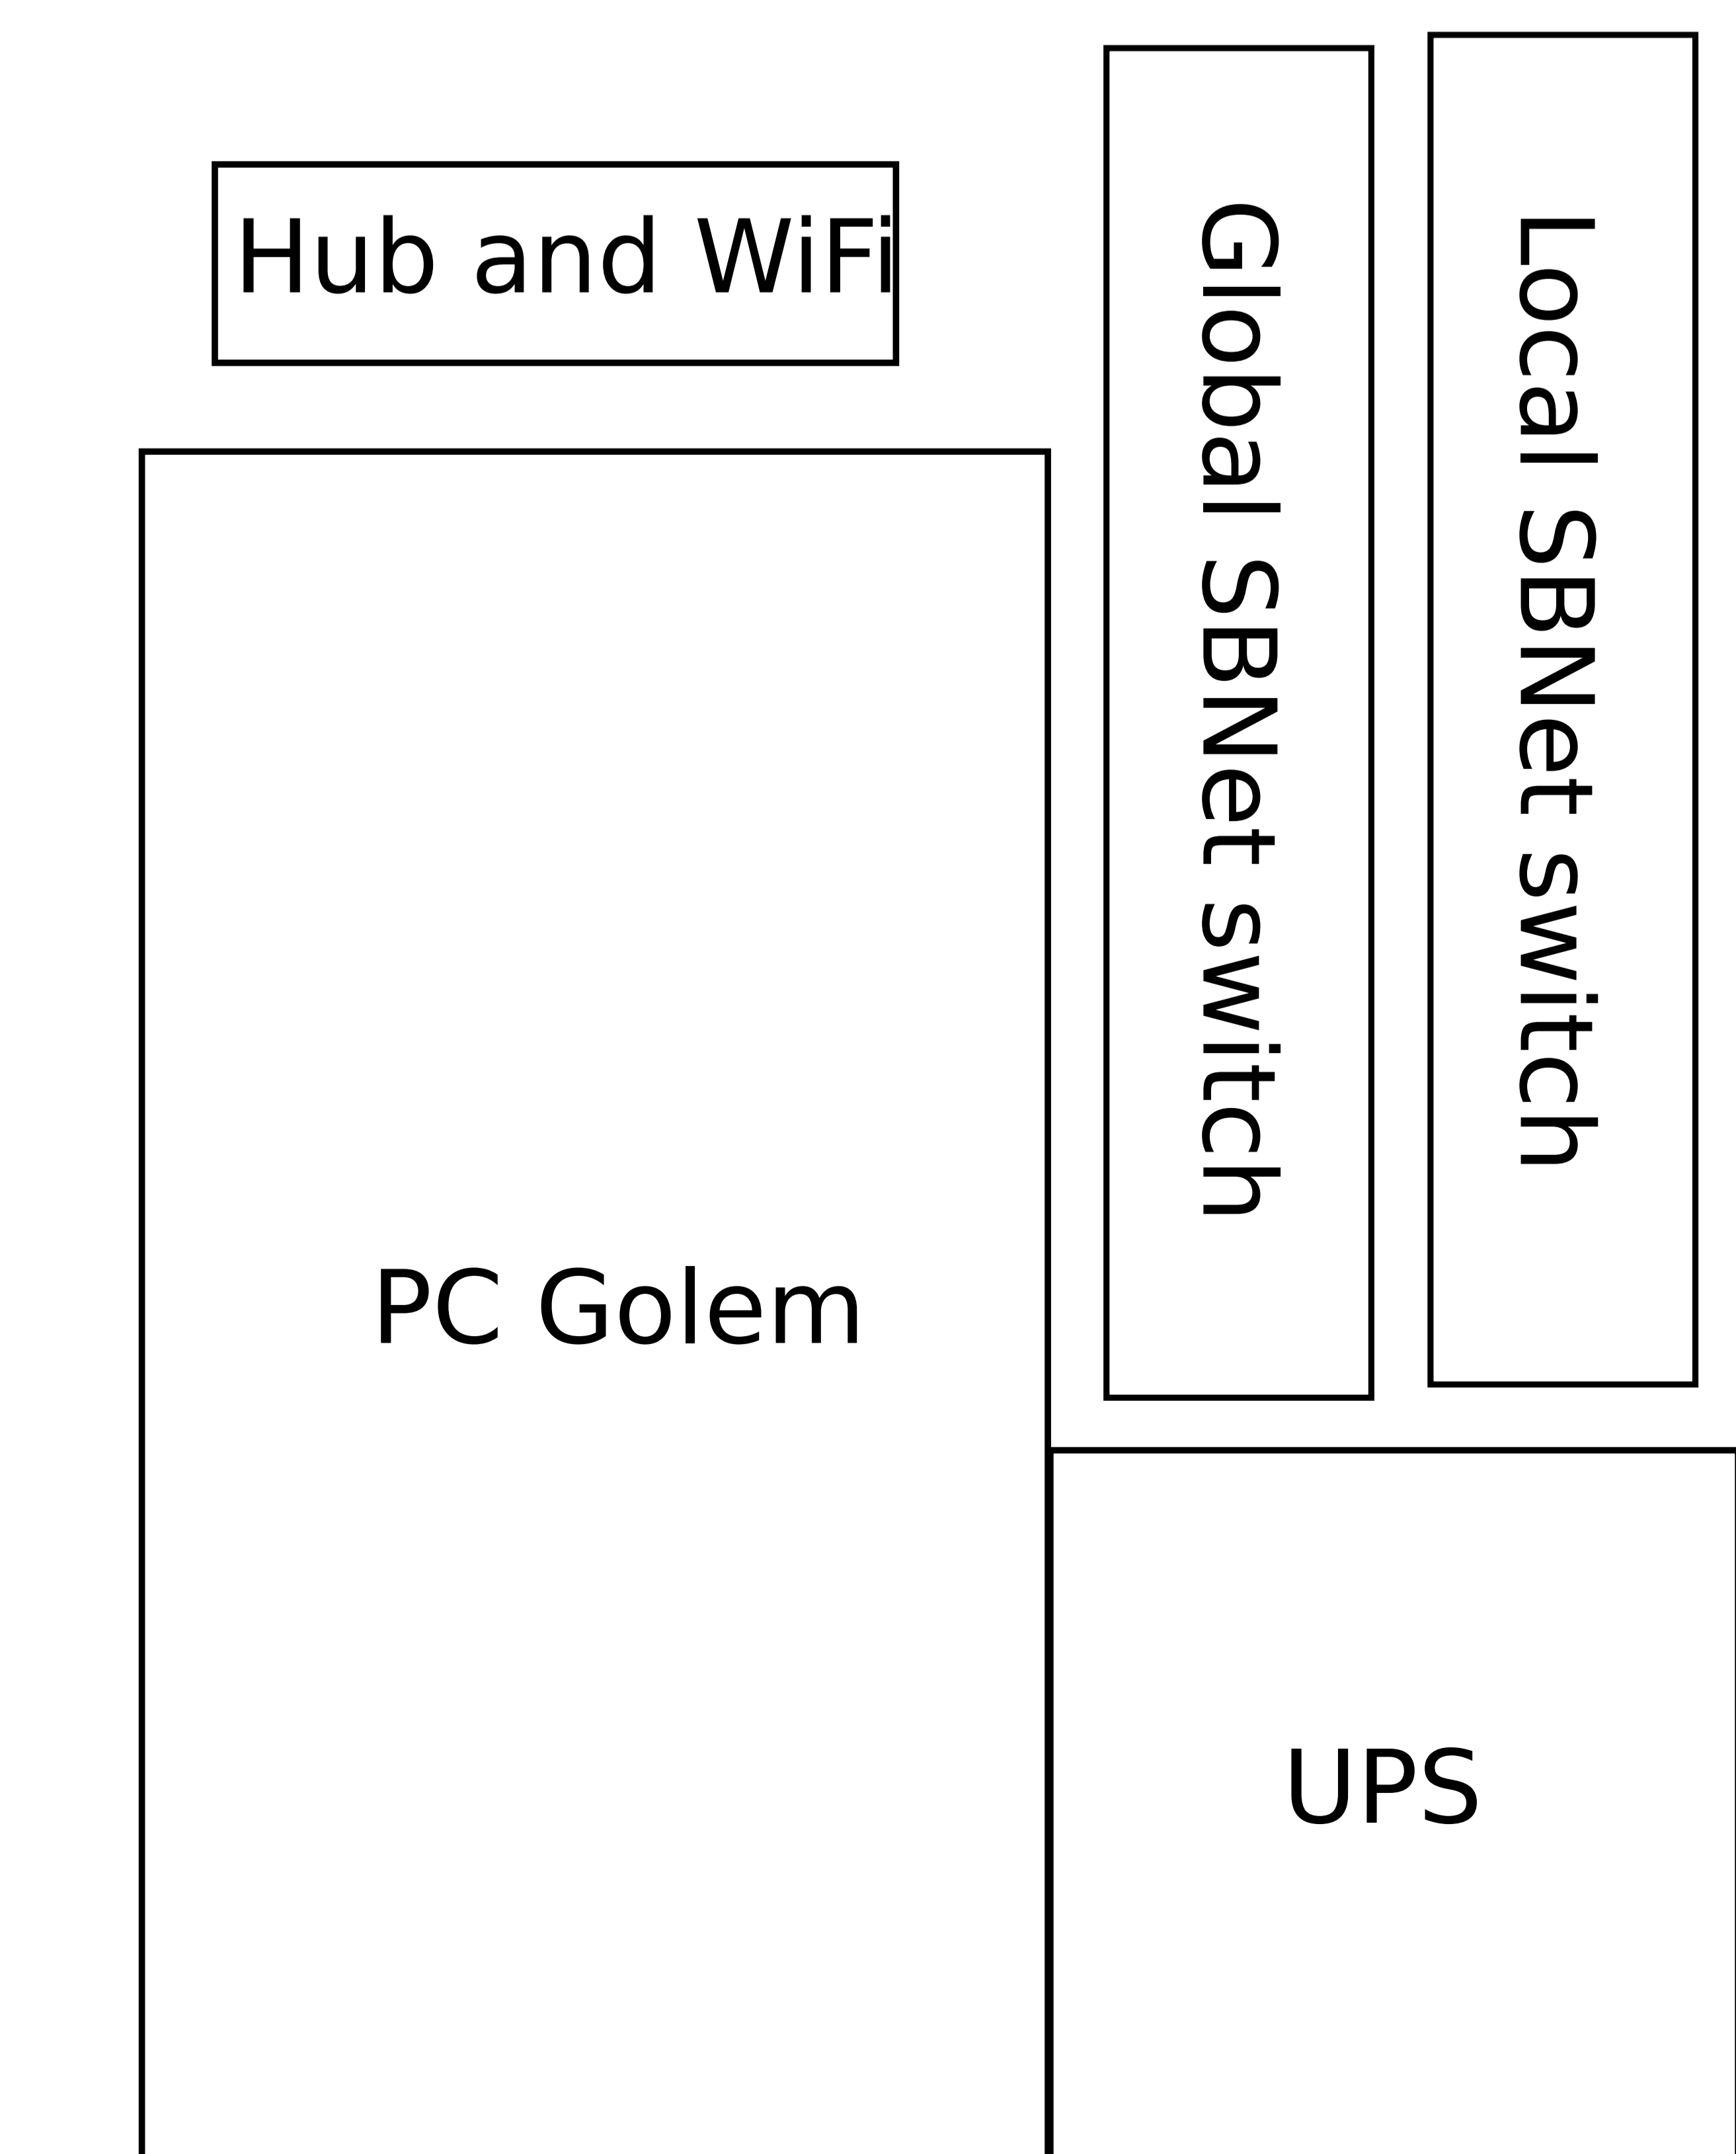 Hub and WiFi
Global SBNet switch
Local SBNet switch
PC Golem
UPS